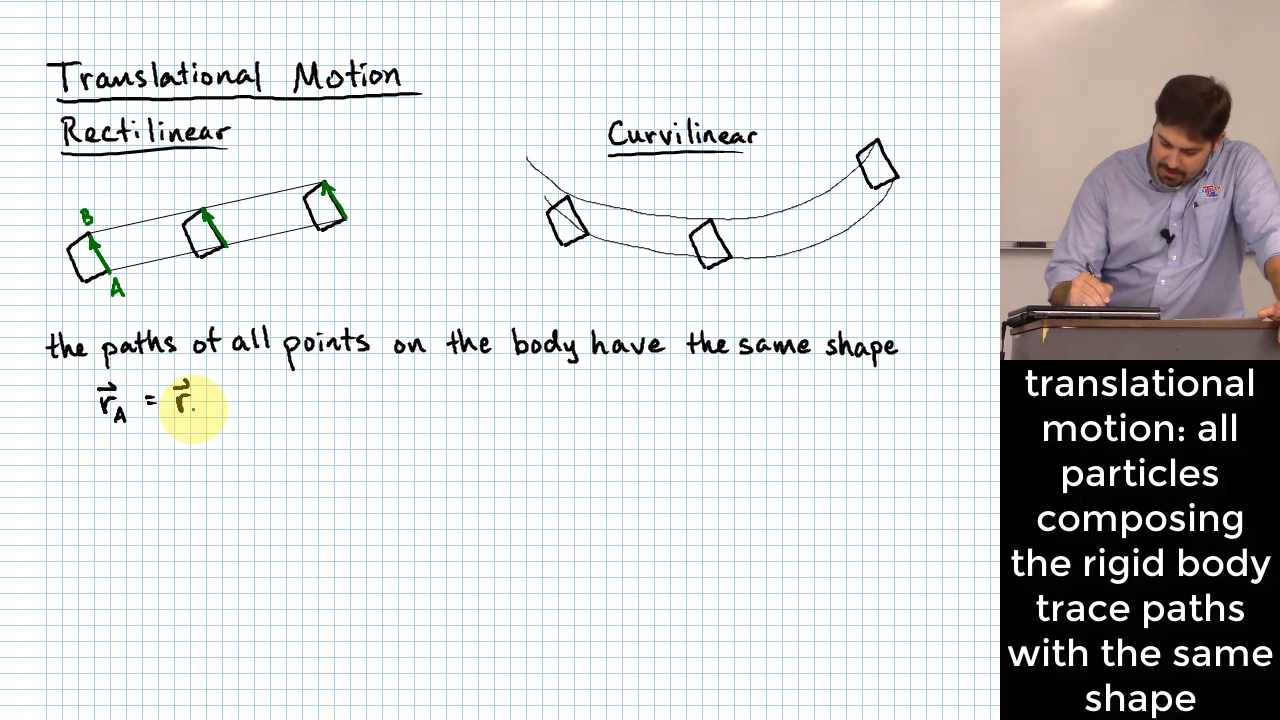 Translational Motion
Rectilinear
Curvilinear
B
A
the paths of all points on the body have the same shape
r⃗_A = r⃗
translational
motion: all
particles
composing
the rigid body
trace paths
with the same
shape